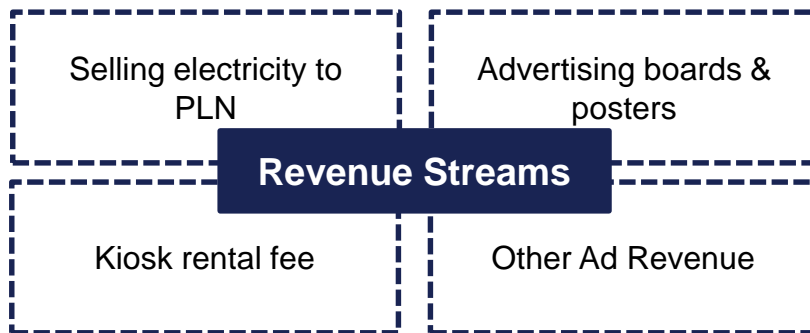 Selling electricity to
PLN
Advertising boards &
posters
Revenue Streams
Kiosk rental fee
Other Ad Revenue